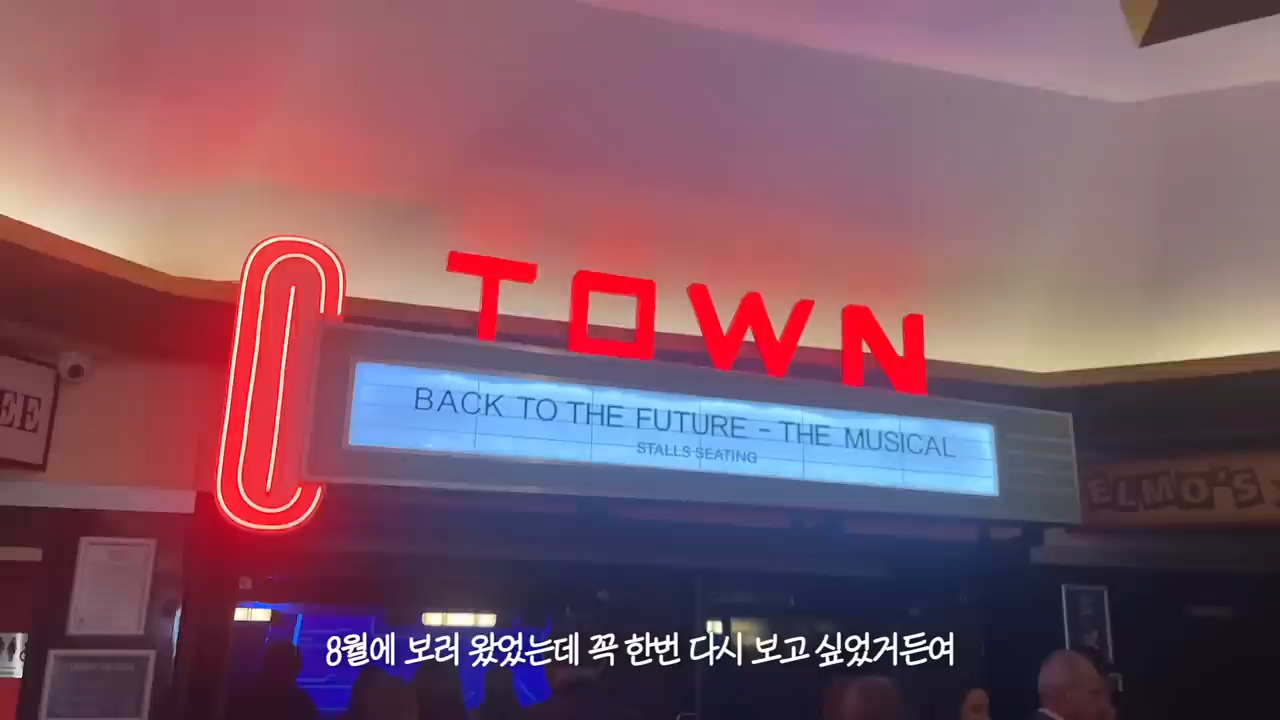 TOWN
EE
BACK TO THE FUTURE - THE MUSICAL
STALLS SEATING
ELMO'S
8월에 보러 왔었는데 꼭 한번 다시 보고 싶었거든여